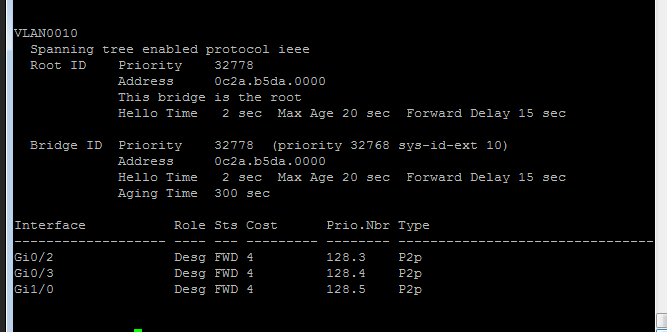 VLAN0010
  Spanning tree enabled protocol ieee
  Root ID    Priority    32778
             Address     0c2a.b5da.0000
             This bridge is the root
             Hello Time   2 sec  Max Age 20 sec  Forward Delay 15 sec
  Bridge ID  Priority    32778  (priority 32768 sys-id-ext 10)
             Address     0c2a.b5da.0000
             Hello Time   2 sec  Max Age 20 sec  Forward Delay 15 sec
             Aging Time  300 sec
Interface           Role Sts Cost      Prio.Nbr Type
------------------- ---- --- --------- -------- --------------------------------
Gi0/2               Desg FWD 4         128.3    P2p
Gi0/3               Desg FWD 4         128.4    P2p
Gi1/0               Desg FWD 4         128.5    P2p